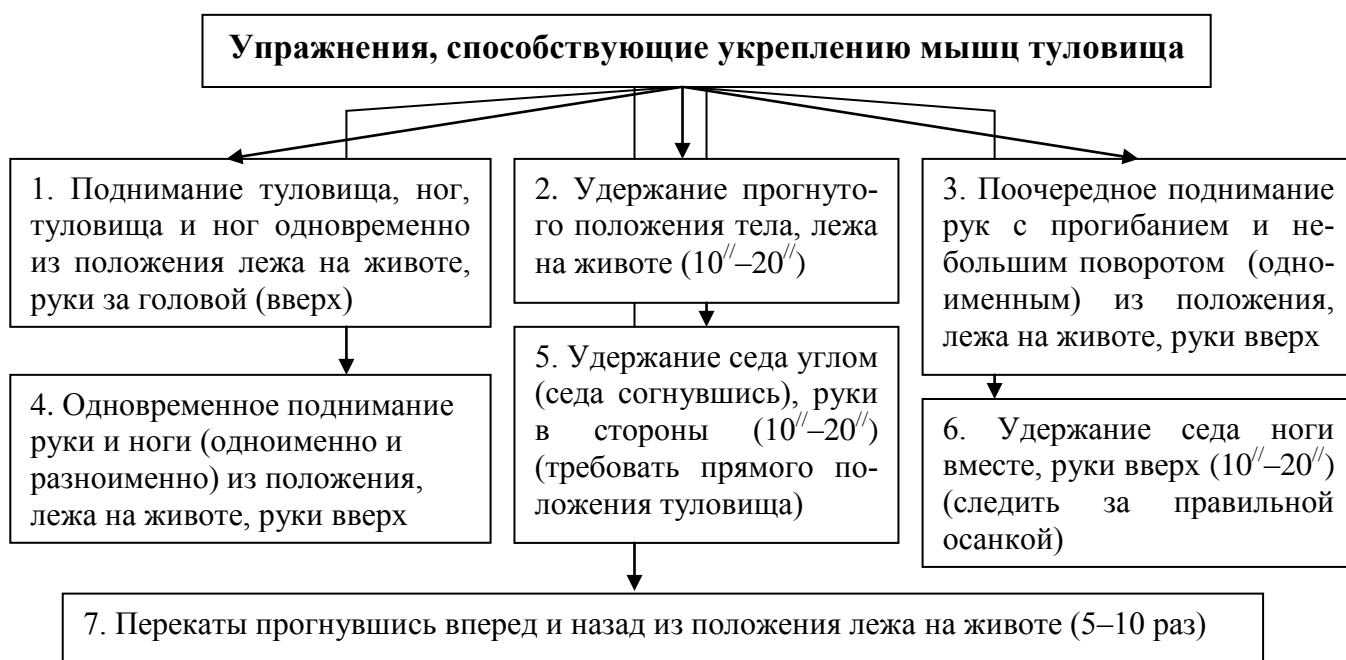 Упражнения, способствующие укреплению мышц туловища
1. Поднимание туловища, ног,
туловища и ног одновременно
из положения лежа на животе,
руки за головой (вверх)
2. Удержание прогнуто-
го положения тела, лежа
на животе (10^//–20^//)
3. Поочередное поднимание
рук с прогибанием и не-
большим поворотом (одно-
именным) из положения,
лежа на животе, руки вверх
4. Одновременное поднимание
руки и ноги (одноименно и
разноименно) из положения,
лежа на животе, руки вверх
5. Удержание седа углом
(седа согнувшись), руки
в стороны (10^//–20^//)
(требовать прямого по-
ложения туловища)
6. Удержание седа ноги
вместе, руки вверх (10^//–20^//)
(следить за правильной
осанкой)
7. Перекаты прогнувшись вперед и назад из положения лежа на животе (5–10 раз)